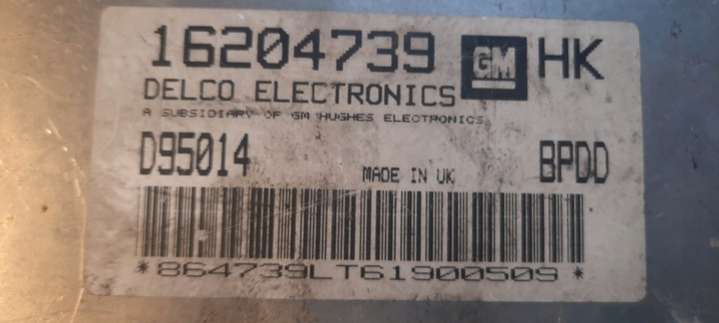 16204739 GM HK
DELCO ELECTRONICS
A SUBSIDIARY OF GM HUGHES ELECTRONICS
D95014 MADE IN UK BPDD
*864739LT61900509*